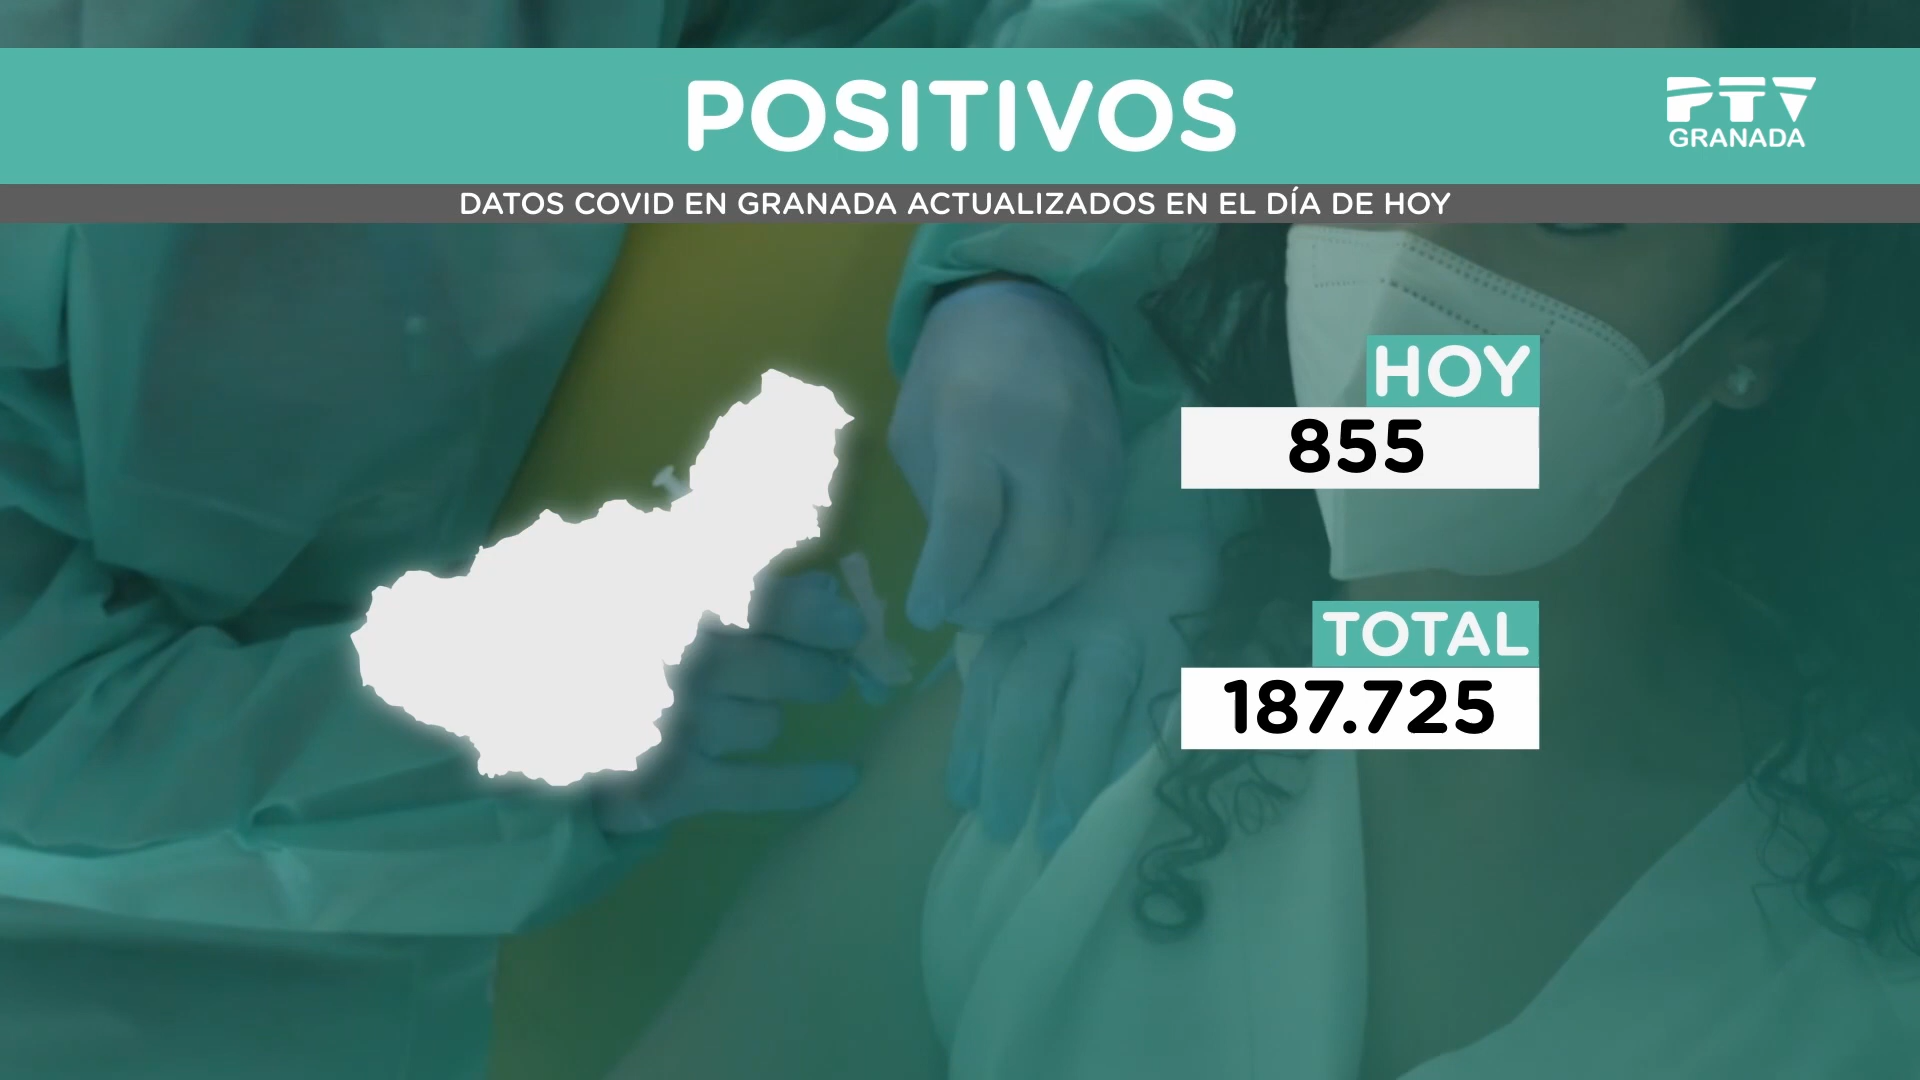 POSITIVOS
PTV
GRANADA
DATOS COVID EN GRANADA ACTUALIZADOS EN EL DÍA DE HOY
HOY
855
TOTAL
187.725